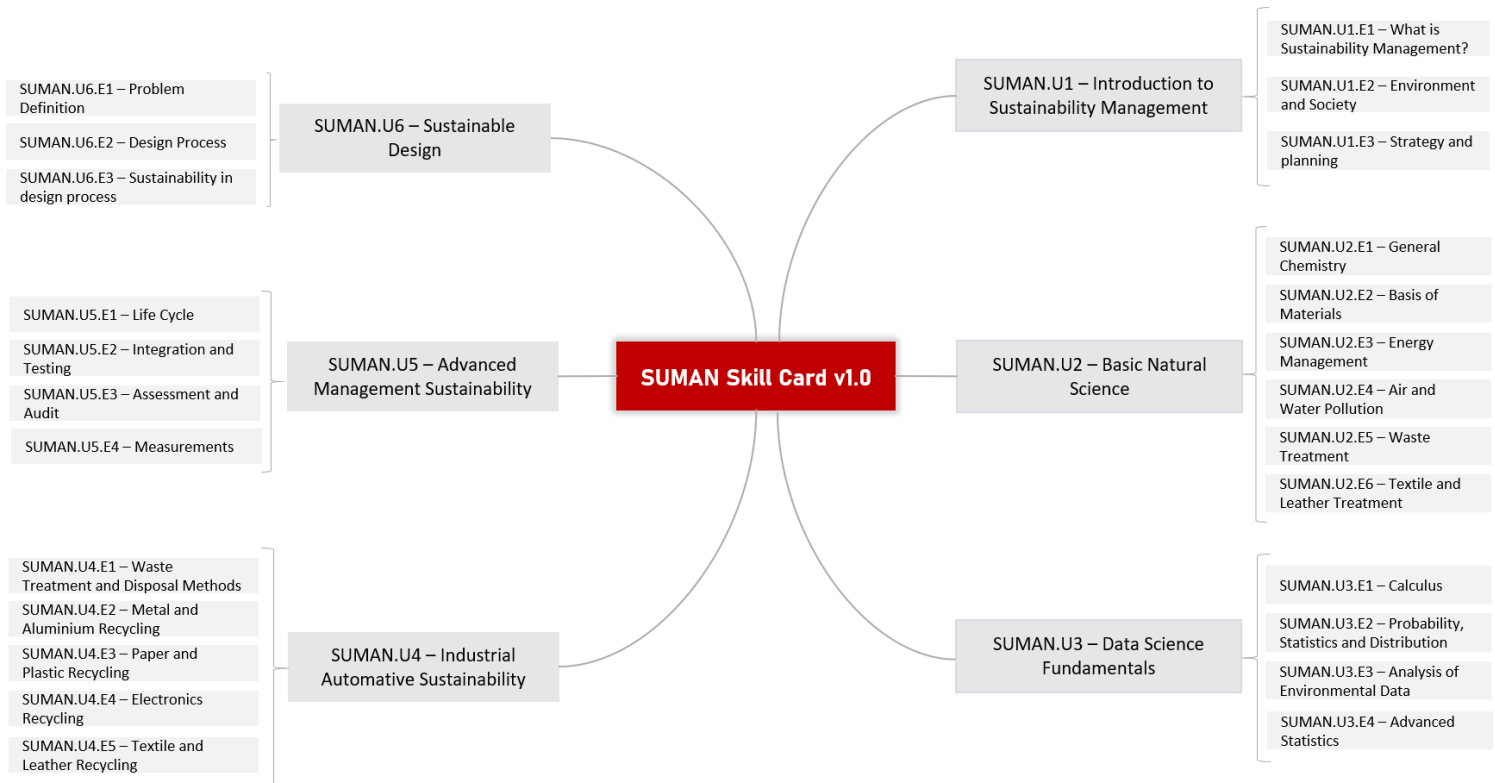 SUMAN Skill Card v1.0
SUMAN.U1 – Introduction to
Sustainability Management
SUMAN.U1.E1 – What is
Sustainability Management?
SUMAN.U1.E2 – Environment
and Society
SUMAN.U1.E3 – Strategy and
planning
SUMAN.U2 – Basic Natural
Science
SUMAN.U2.E1 – General
Chemistry
SUMAN.U2.E2 – Basis of
Materials
SUMAN.U2.E3 – Energy
Management
SUMAN.U2.E4 – Air and
Water Pollution
SUMAN.U2.E5 – Waste
Treatment
SUMAN.U2.E6 – Textile and
Leather Treatment
SUMAN.U3 – Data Science
Fundamentals
SUMAN.U3.E1 – Calculus
SUMAN.U3.E2 – Probability,
Statistics and Distribution
SUMAN.U3.E3 – Analysis of
Environmental Data
SUMAN.U3.E4 – Advanced
Statistics
SUMAN.U4 – Industrial
Automative Sustainability
SUMAN.U4.E1 – Waste
Treatment and Disposal Methods
SUMAN.U4.E2 – Metal and
Aluminium Recycling
SUMAN.U4.E3 – Paper and
Plastic Recycling
SUMAN.U4.E4 – Electronics
Recycling
SUMAN.U4.E5 – Textile and
Leather Recycling
SUMAN.U5 – Advanced
Management Sustainability
SUMAN.U5.E1 – Life Cycle
SUMAN.U5.E2 – Integration and
Testing
SUMAN.U5.E3 – Assessment and
Audit
SUMAN.U5.E4 – Measurements
SUMAN.U6 – Sustainable
Design
SUMAN.U6.E1 – Problem
Definition
SUMAN.U6.E2 – Design Process
SUMAN.U6.E3 – Sustainability in
design process